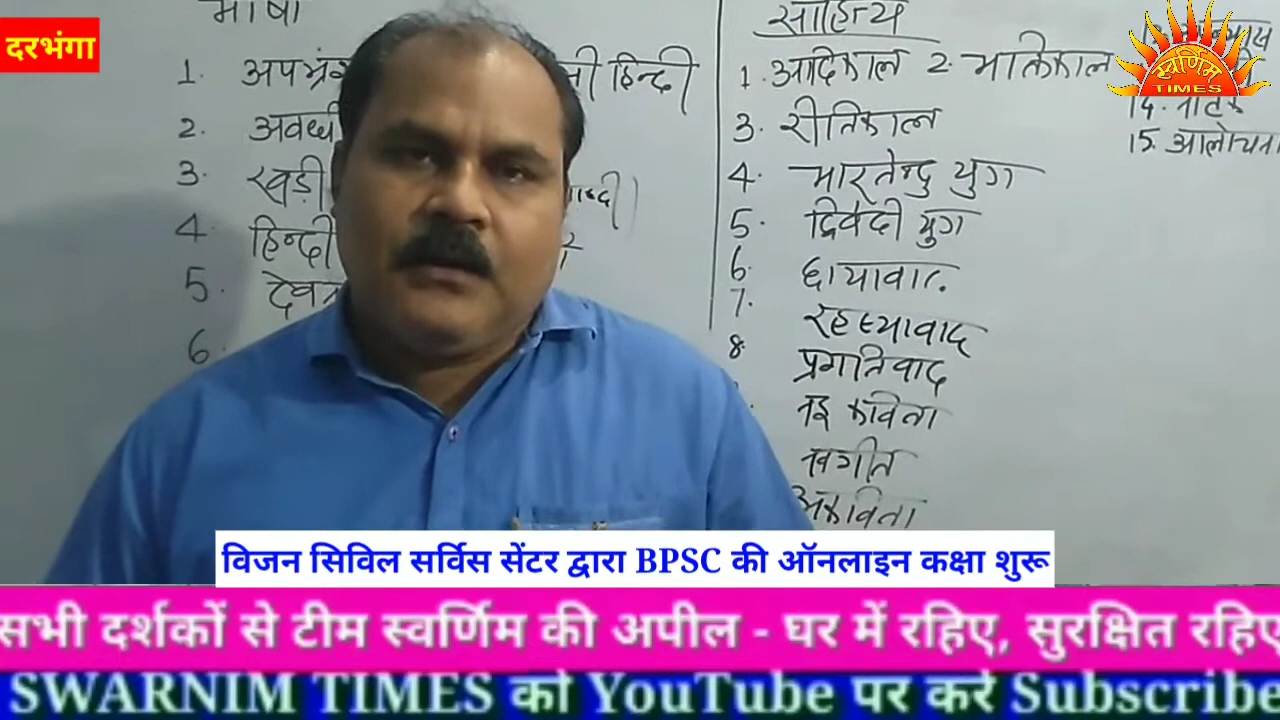 दरभंगा
भाषा
1. अपभ्रंश
हिन्दी
2. अवधी
3. खड़ी
4. हिन्दी
5.
6.
साहित्य
1. आदिकाल 2. भक्तिकाल
3. रीतिकाल
4. भारतेन्दु युग
5. द्विवेदी युग
6. छायावाद
7. रहस्यवाद
8. प्रगतिवाद
नई कविता
नवगीत
अकविता
14. नाटक
15. आलोचना
स्वर्णिम
TIMES
विजन सिविल सर्विस सेंटर द्वारा BPSC की ऑनलाइन कक्षा शुरू
सभी दर्शकों से टीम स्वर्णिम की अपील - घर में रहिए, सुरक्षित रहिए
SWARNIM TIMES को YouTube पर करें Subscribe